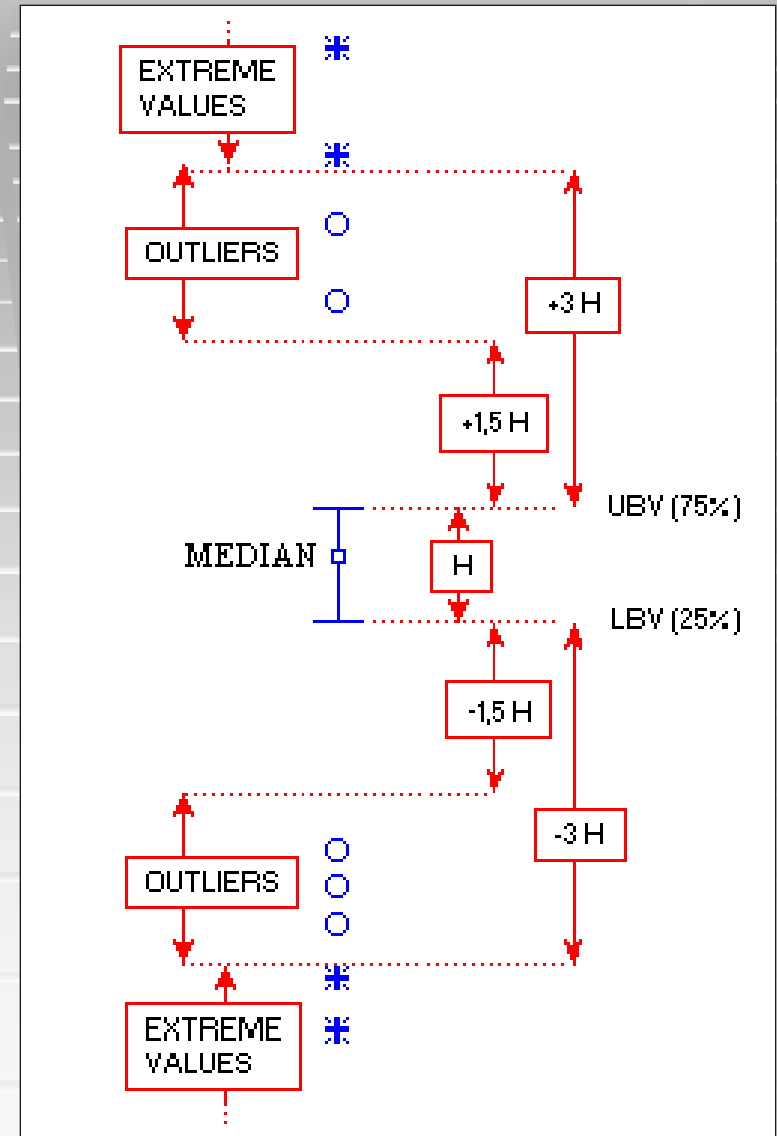 EXTREME
VALUES
OUTLIERS
+3 H
+1,5 H
UBV (75%)
MEDIAN
H
LBV (25%)
-1,5 H
-3 H
OUTLIERS
EXTREME
VALUES